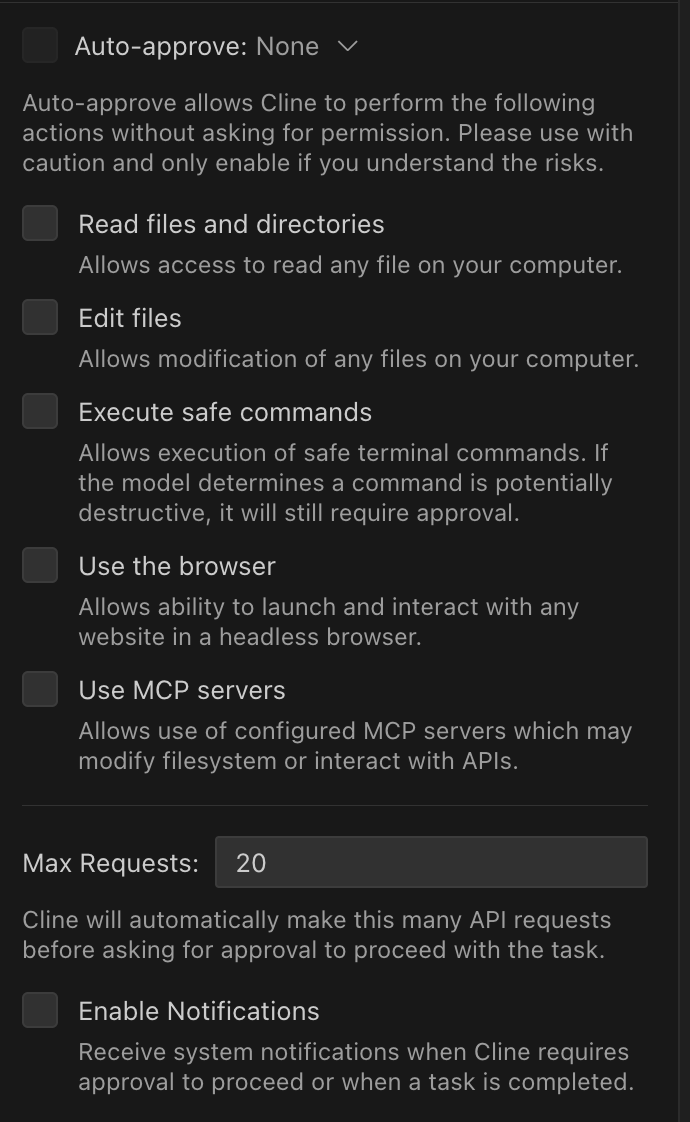 Auto-approve: None
Auto-approve allows Cline to perform the following
actions without asking for permission. Please use with
caution and only enable if you understand the risks.
Read files and directories
Allows access to read any file on your computer.
Edit files
Allows modification of any files on your computer.
Execute safe commands
Allows execution of safe terminal commands. If
the model determines a command is potentially
destructive, it will still require approval.
Use the browser
Allows ability to launch and interact with any
website in a headless browser.
Use MCP servers
Allows use of configured MCP servers which may
modify filesystem or interact with APIs.
Max Requests: 20
Cline will automatically make this many API requests
before asking for approval to proceed with the task.
Enable Notifications
Receive system notifications when Cline requires
approval to proceed or when a task is completed.